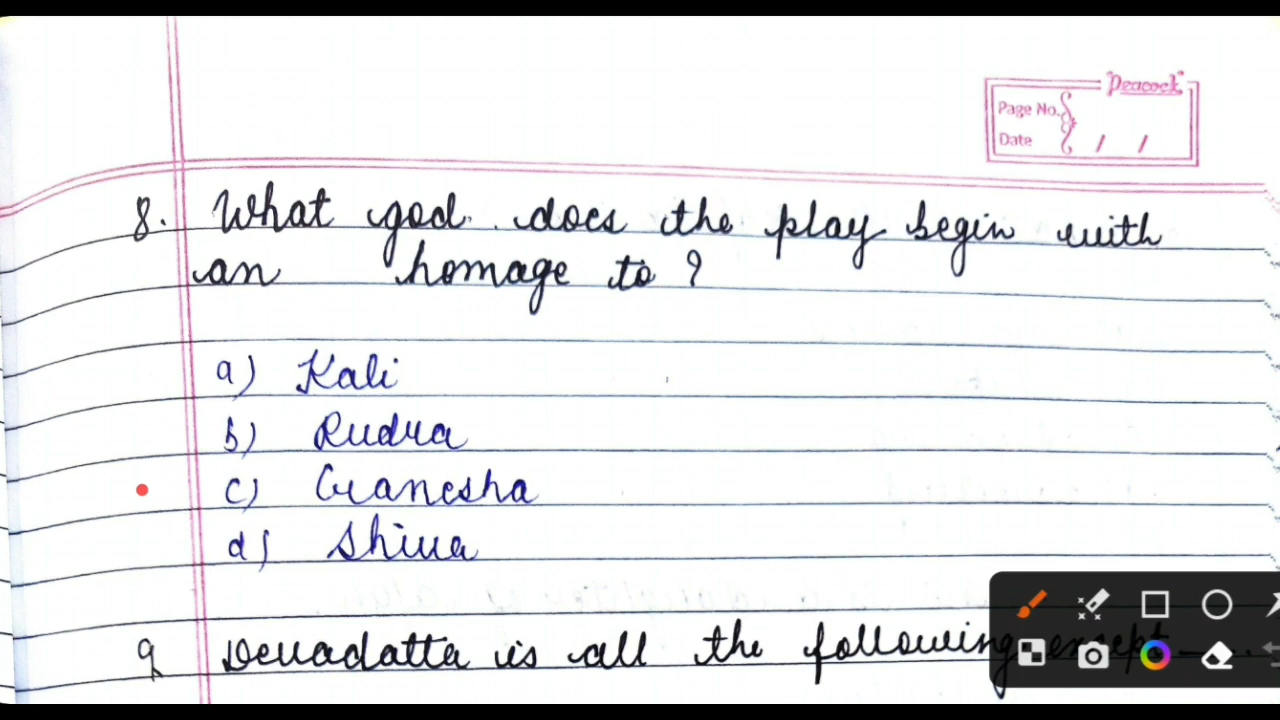 "Peacock"
Page No.
Date / /
8. What god does the play begin with
an homage to ?
a) Kali
b) Rudra
c) Ganesha
d) Shiva
9 Devadatta is all the following except